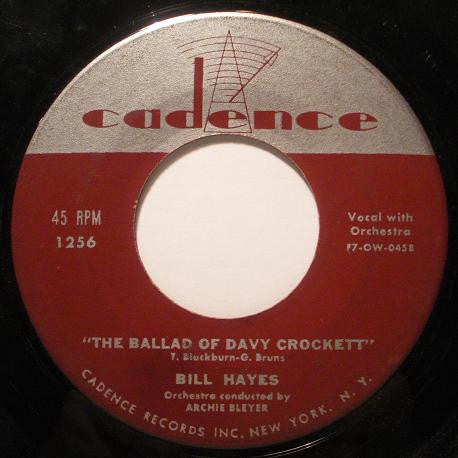 cadence
45 RPM
1256
Vocal with
Orchestra
F7-OW-0458
"THE BALLAD OF DAVY CROCKETT"
T. Blackburn-G. Bruns
BILL HAYES
Orchestra conducted by
ARCHIE BLEYER
CADENCE RECORDS INC, NEW YORK, N. Y.